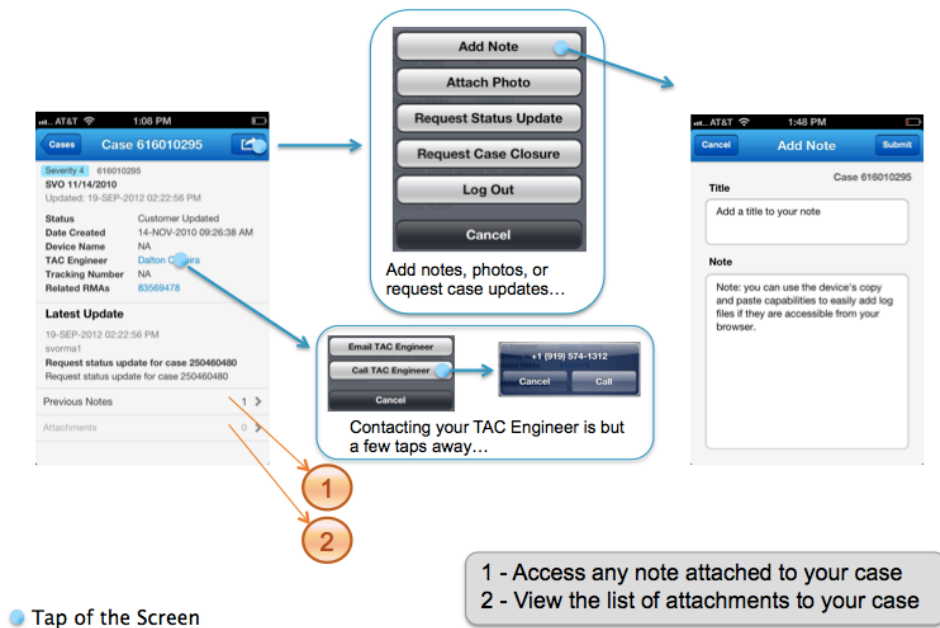 Add Note
Attach Photo
Request Status Update
Request Case Closure
Log Out
Cancel
Add notes, photos, or
request case updates…
AT&T 1:08 PM
Cases Case 616010295
Severity 4 616010295
SVO 11/14/2010
Updated: 19-SEP-2012 02:22:56 PM
Status Customer Updated
Date Created 14-NOV-2010 09:26:38 AM
Device Name NA
TAC Engineer Dalton
Tracking Number NA
Related RMAs 83569478
Latest Update
19-SEP-2012 02:22:56 PM
svorma1
Request status update for case 250460480
Request status update for case 250460480
Previous Notes 1
Attachments 0
Email TAC Engineer
Call TAC Engineer
Cancel
+1 (919) 574-1312
Cancel Call
Contacting your TAC Engineer is but
a few taps away…
AT&T 1:48 PM
Cancel Add Note Submit
Case 616010295
Title
Add a title to your note
Note
Note: you can use the device's copy
and paste capabilities to easily add log
files if they are accessible from your
browser.
1
2
1 - Access any note attached to your case
2 - View the list of attachments to your case
Tap of the Screen